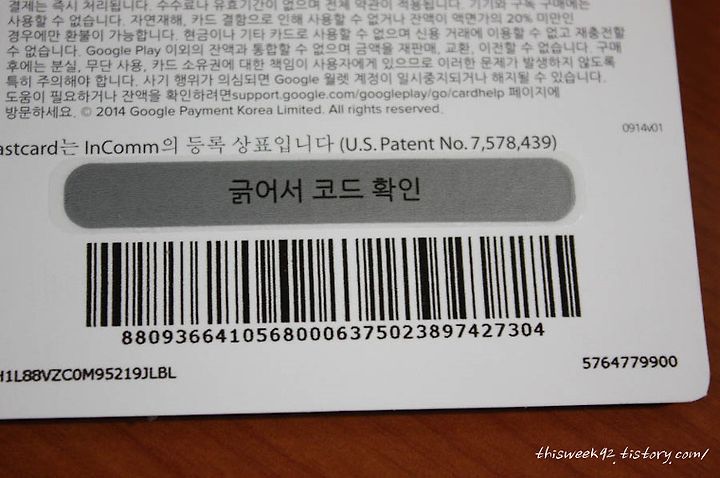 결제는 즉시 처리됩니다. 수수료나 유효기간이 없으며 전체 약관이 적용됩니다. 기기와 구독 구매에는
사용할 수 없습니다. 자연재해, 카드 결함으로 인해 사용할 수 없거나 잔액이 액면가의 20% 미만인
경우에만 환불이 가능합니다. 현금이나 기타 카드로 사용할 수 없으며 신용 거래에 이용할 수 없고 재충전할
수 없습니다. Google Play 이외의 잔액과 통합할 수 없으며 금액을 재판매, 교환, 이전할 수 없습니다. 구매
후에는 분실, 무단 사용, 카드 소유권에 대한 책임이 사용자에게 있으므로 이러한 문제가 발생하지 않도록
특히 주의해야 합니다. 사기 행위가 의심되면 Google 월렛 계정이 일시중지되거나 해지될 수 있습니다.
도움이 필요하거나 잔액을 확인하려면support.google.com/googleplay/go/cardhelp 페이지에
방문하세요. © 2014 Google Payment Korea Limited. All rights reserved.
0914v01
astcard는 InComm의 등록 상표입니다 (U.S. Patent No. 7,578,439)
긁어서 코드 확인
88093664105680006375023897427304
H1L88VZC0M95219JLBL
5764779900
thisweek92.tistory.com/